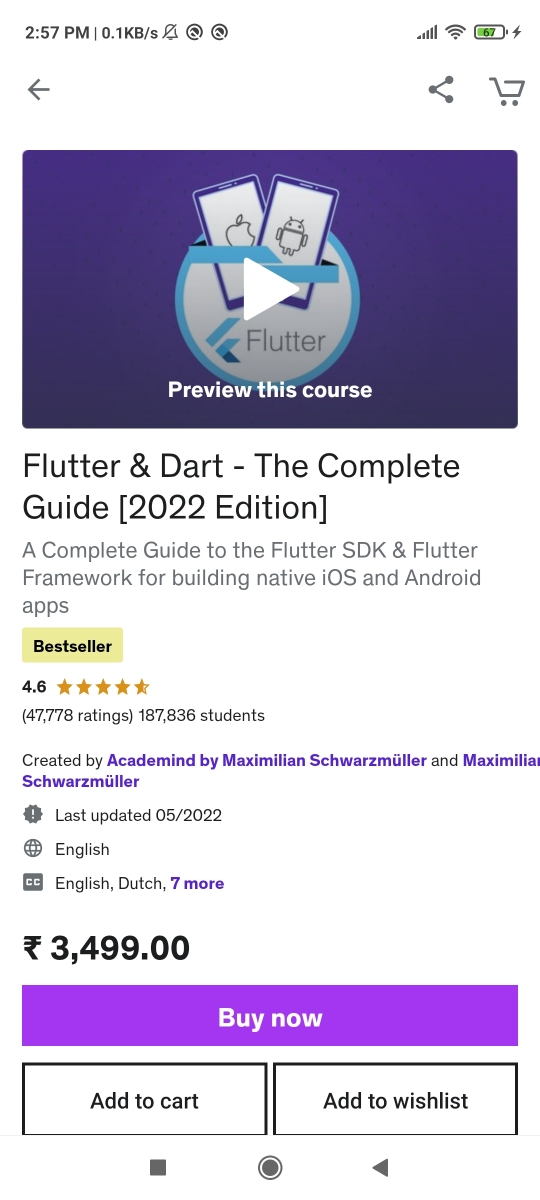 2:57 PM | 0.1KB/s
67
Flutter
Preview this course
Flutter & Dart - The Complete
Guide [2022 Edition]
A Complete Guide to the Flutter SDK & Flutter
Framework for building native iOS and Android
apps
Bestseller
4.6
(47,778 ratings) 187,836 students
Created by Academind by Maximilian Schwarzmüller and Maximilian
Schwarzmüller
Last updated 05/2022
English
CC English, Dutch, 7 more
₹ 3,499.00
Buy now
Add to cart Add to wishlist